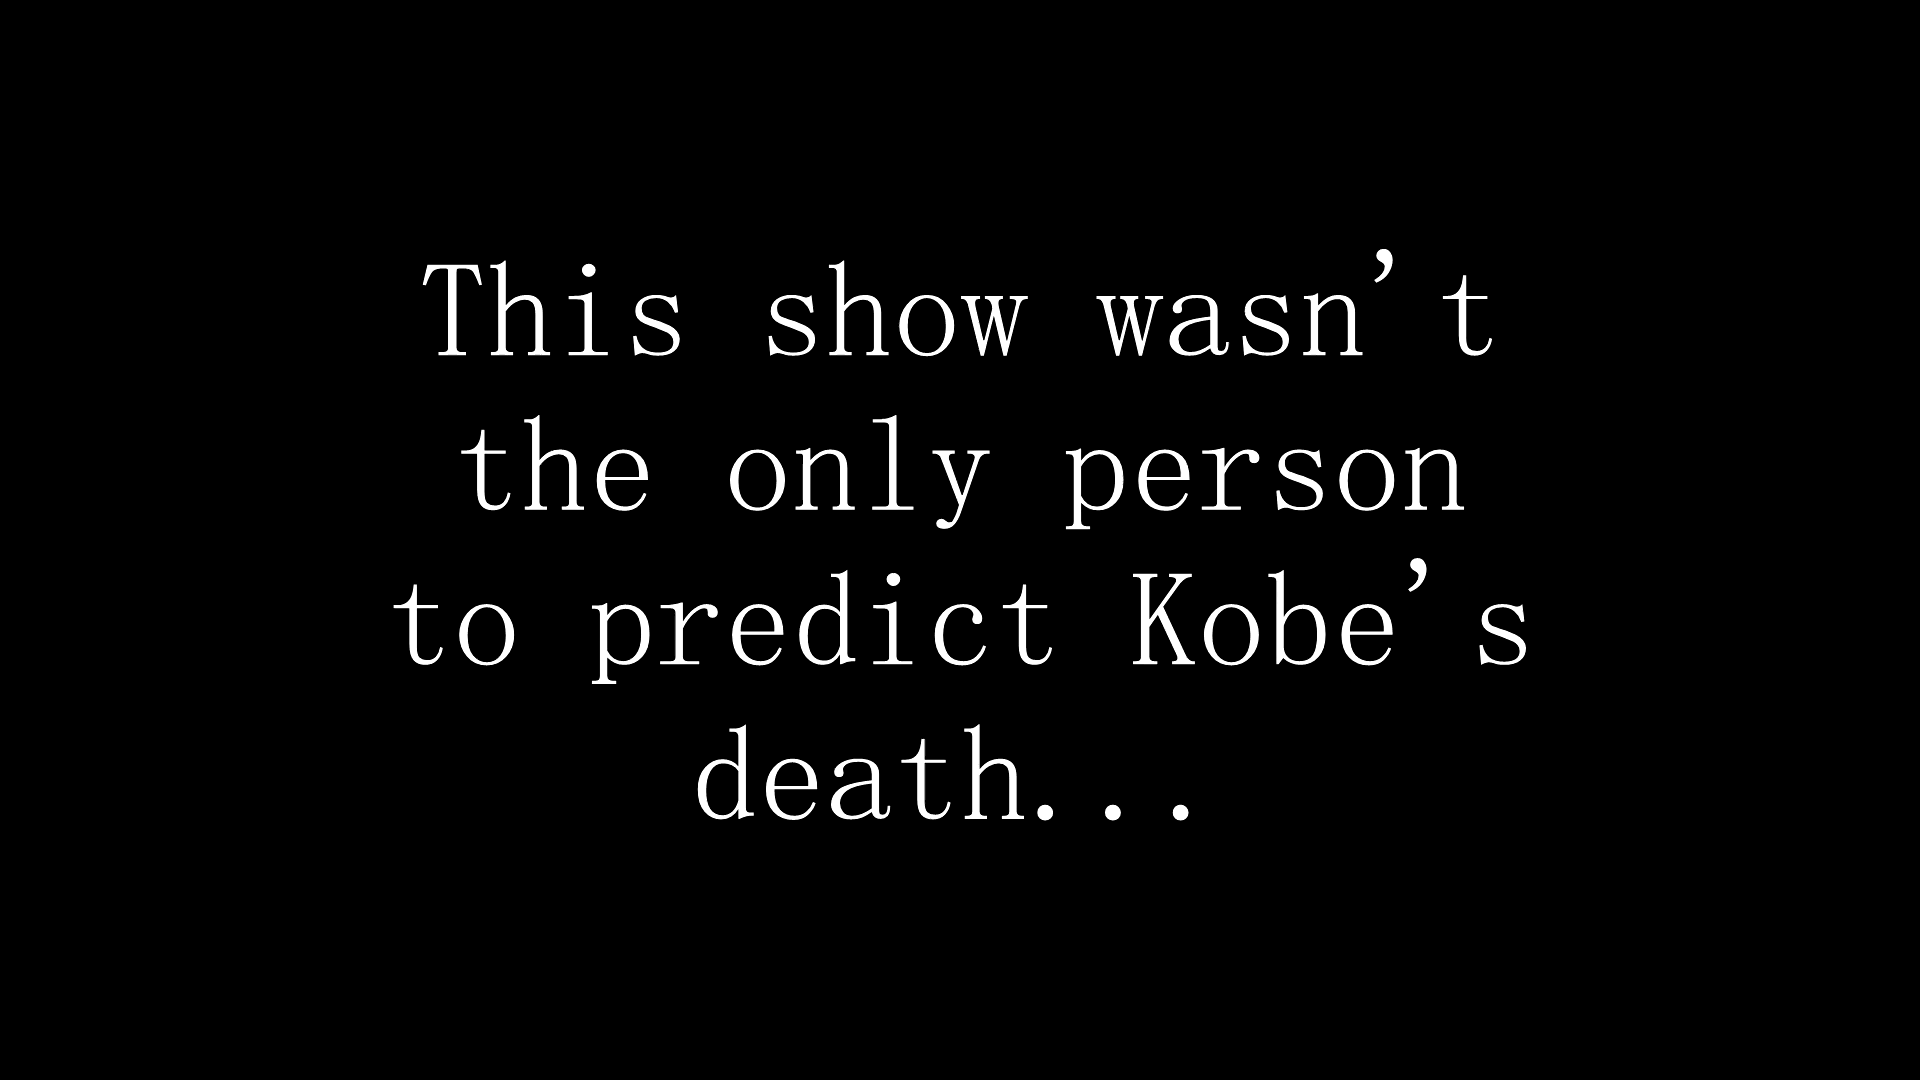 This show wasn’t
the only person
to predict Kobe’s
death...